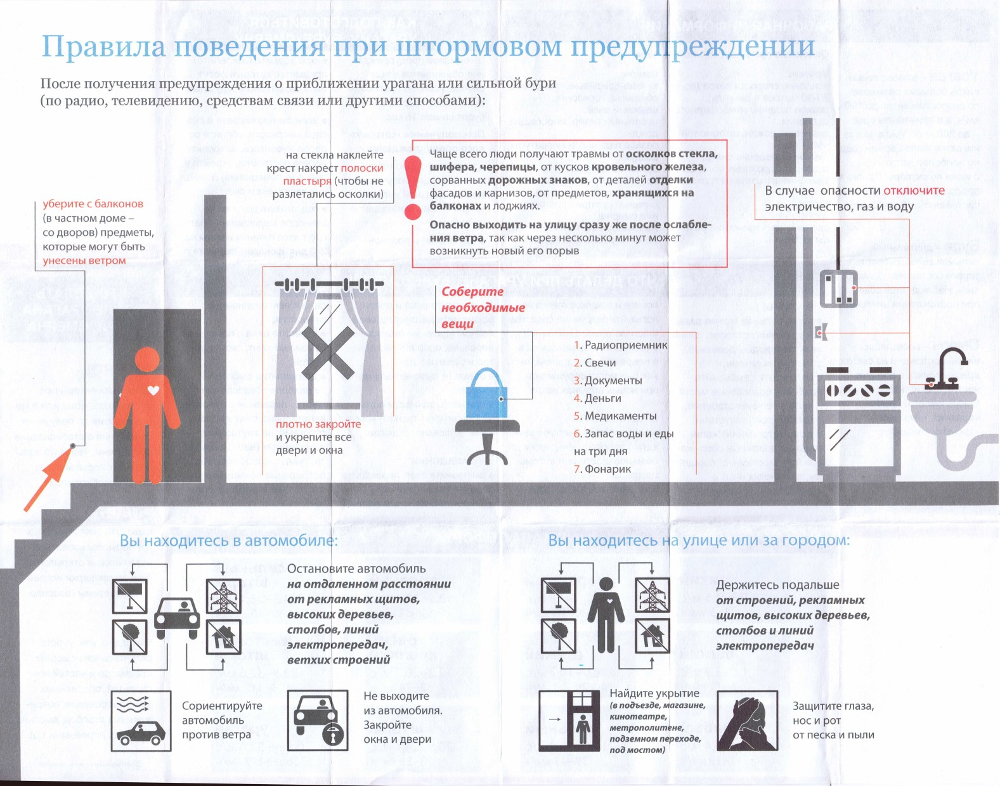 Правила поведения при штормовом предупреждении
После получения предупреждения о приближении урагана или сильной бури
(по радио, телевидению, средствам связи или другими способами):
уберите с балконов
(в частном доме –
со дворов) предметы,
которые могут быть
унесены ветром
на стекла наклейте
крест накрест полоски
пластыря (чтобы не
разлетались осколки)
Чаще всего люди получают травмы от осколков стекла,
шифера, черепицы, от кусков кровельного железа,
сорванных дорожных знаков, от деталей отделки
фасадов и карнизов, от предметов, хранящихся на
балконах и лоджиях.
Опасно выходить на улицу сразу же после ослабле-
ния ветра, так как через несколько минут может
возникнуть новый его порыв
В случае опасности отключите
электричество, газ и воду
плотно закройте
и укрепите все
двери и окна
Соберите
необходимые
вещи
1. Радиоприемник
2. Свечи
3. Документы
4. Деньги
5. Медикаменты
6. Запас воды и еды
на три дня
7. Фонарик
Вы находитесь в автомобиле:
Остановите автомобиль
на отдаленном расстоянии
от рекламных щитов,
высоких деревьев,
столбов, линий
электропередач,
ветхих строений
Сориентируйте
автомобиль
против ветра
Не выходите
из автомобиля.
Закройте
окна и двери
Вы находитесь на улице или за городом:
Держитесь подальше
от строений, рекламных
щитов, высоких деревьев,
столбов и линий
электропередач
Найдите укрытие
(в подъезде, магазине,
кинотеатре,
метрополитене,
подземном переходе,
под мостом)
Защитите глаза,
нос и рот
от песка и пыли